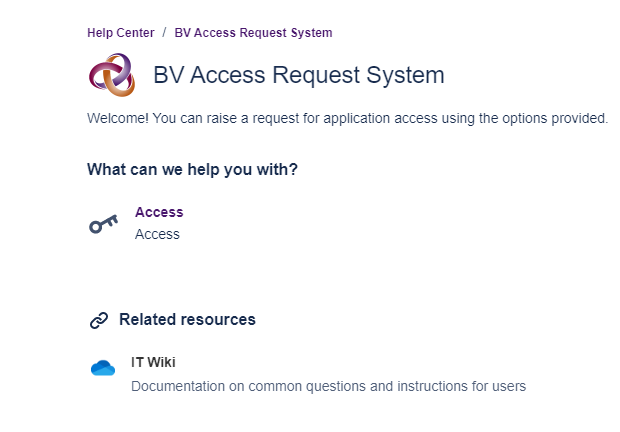 Help Center / BV Access Request System
BV Access Request System
Welcome! You can raise a request for application access using the options provided.
What can we help you with?
Access
Access
Related resources
IT Wiki
Documentation on common questions and instructions for users